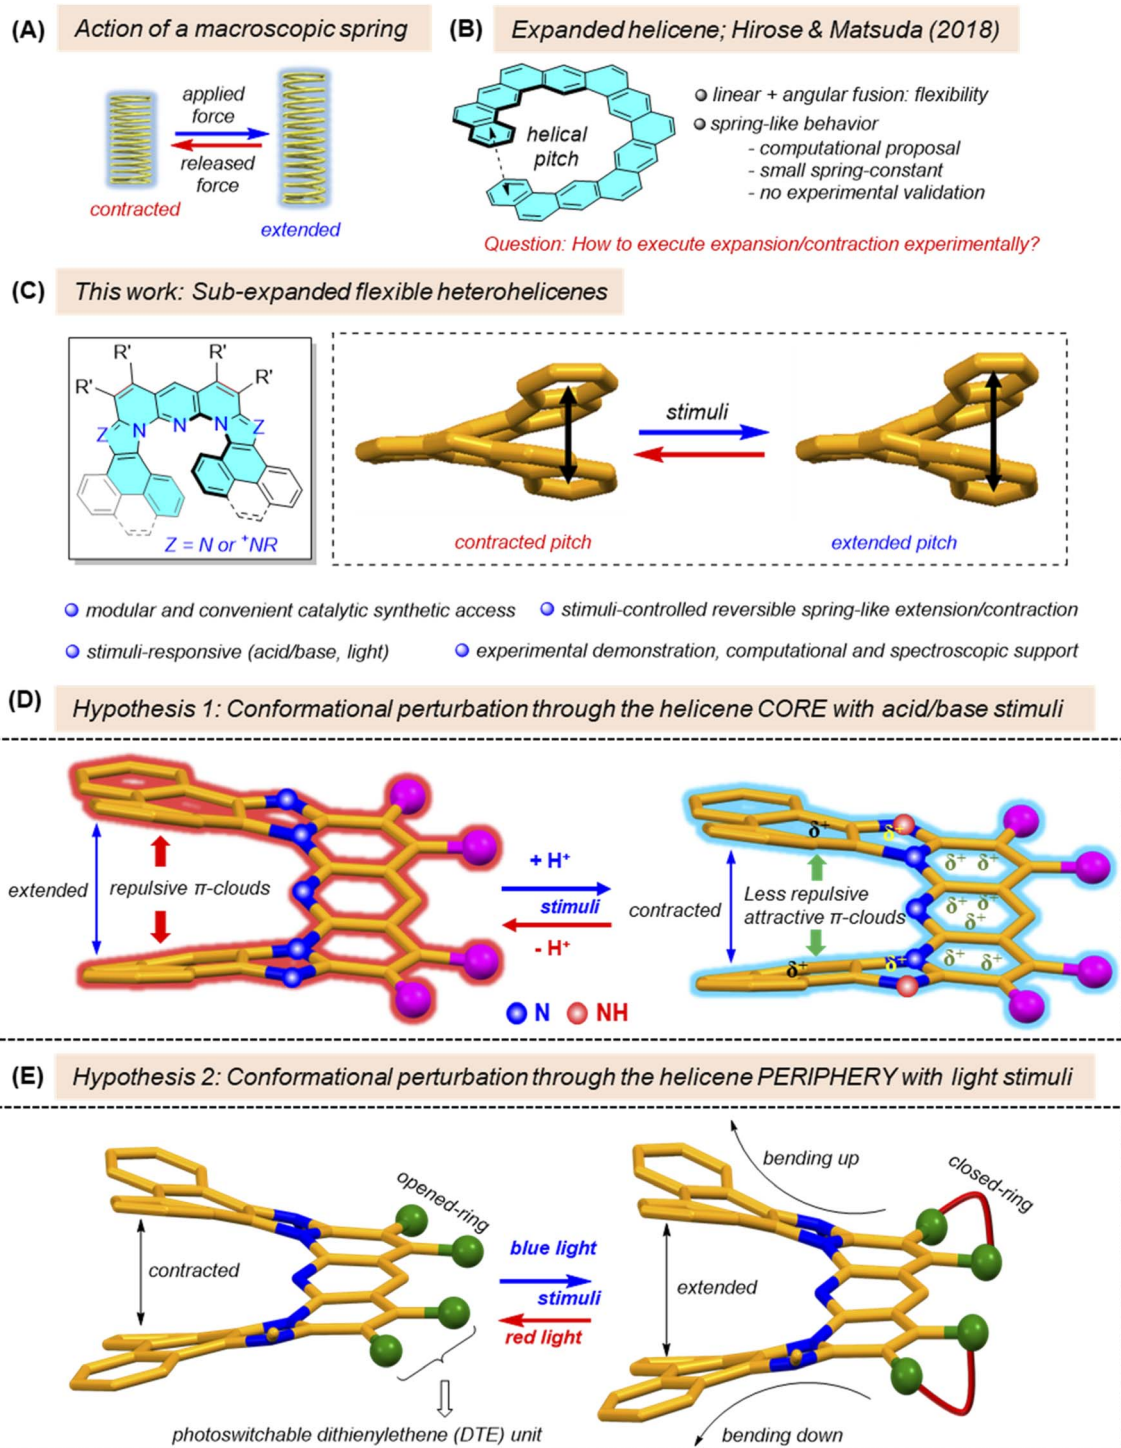 (A) Action of a macroscopic spring
applied
force
released
force
contracted
extended
(B) Expanded helicene; Hirose & Matsuda (2018)
helical
pitch
linear + angular fusion: flexibility
spring-like behavior
- computational proposal
- small spring-constant
- no experimental validation
Question: How to execute expansion/contraction experimentally?
(C) This work: Sub-expanded flexible heterohelicenes
R' R'
R' R'
Z N N N Z
Z = N or ⁺NR
stimuli
contracted pitch
extended pitch
modular and convenient catalytic synthetic access
stimuli-controlled reversible spring-like extension/contraction
stimuli-responsive (acid/base, light)
experimental demonstration, computational and spectroscopic support
(D) Hypothesis 1: Conformational perturbation through the helicene CORE with acid/base stimuli
extended
repulsive π-clouds
+ H⁺
stimuli
- H⁺
N NH
contracted
Less repulsive
attractive π-clouds
δ⁺ δ⁺
δ⁺ δ⁺
δ⁺ δ⁺
δ⁺
δ⁺ δ⁺ δ⁺ δ⁺
(E) Hypothesis 2: Conformational perturbation through the helicene PERIPHERY with light stimuli
contracted
opened-ring
blue light
stimuli
red light
photoswitchable dithienylethene (DTE) unit
bending up
closed-ring
extended
bending down